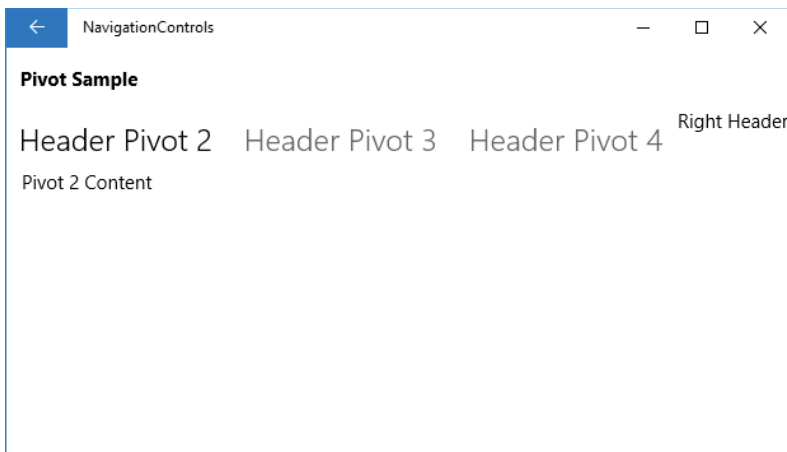 NavigationControls
Pivot Sample
Header Pivot 2 Header Pivot 3 Header Pivot 4 Right Header
Pivot 2 Content